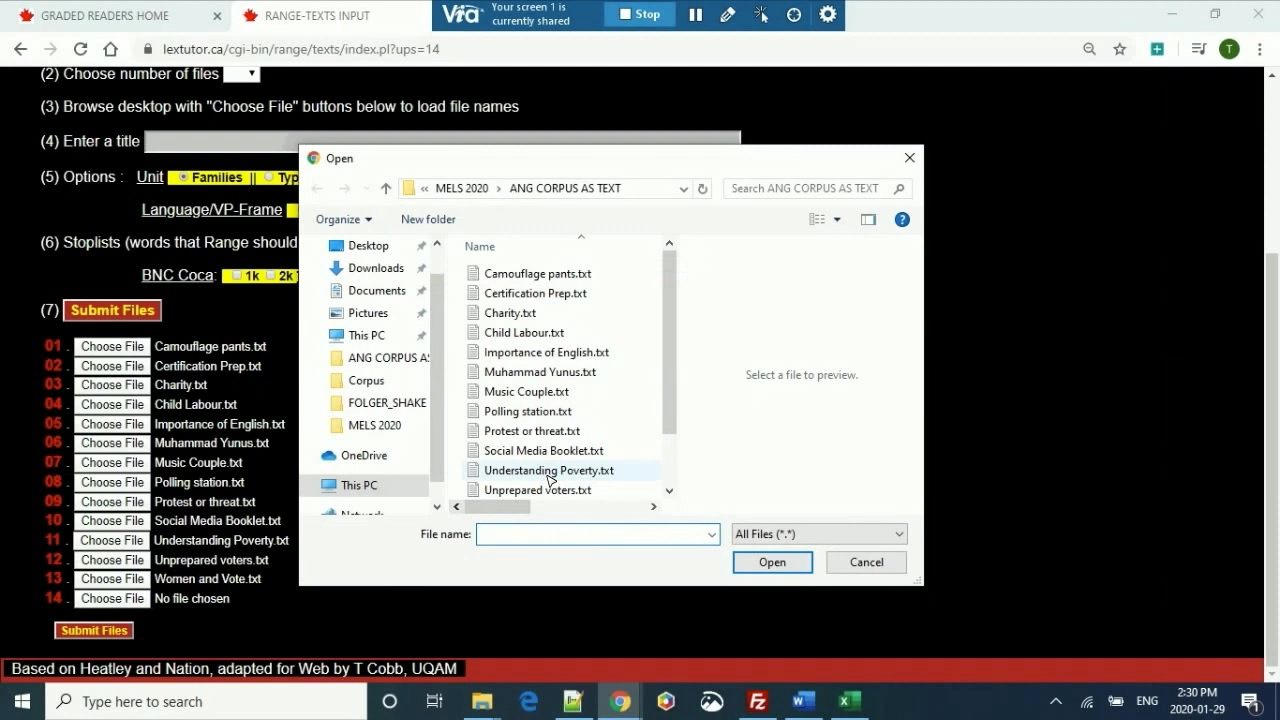 GRADED READERS HOME
RANGE-TEXTS INPUT
Via Your screen 1 is currently shared
Stop
lextutor.ca/cgi-bin/range/texts/index.pl?ups=14
T
(2) Choose number of files
(3) Browse desktop with "Choose File" buttons below to load file names
(4) Enter a title
(5) Options : Unit Families || Typ
Language/VP-Frame
(6) Stoplists (words that Range should
BNC Coca: 1k 2k
(7) Submit Files
01 . Choose File Camouflage pants.txt
02 . Choose File Certification Prep.txt
03 . Choose File Charity.txt
04 . Choose File Child Labour.txt
05 . Choose File Importance of English.txt
06 . Choose File Muhammad Yunus.txt
07 . Choose File Music Couple.txt
08 . Choose File Polling station.txt
09 . Choose File Protest or threat.txt
10 . Choose File Social Media Booklet.txt
11 . Choose File Understanding Poverty.txt
12 . Choose File Unprepared voters.txt
13 . Choose File Women and Vote.txt
14 . Choose File No file chosen
Submit Files
Based on Heatley and Nation, adapted for Web by T Cobb, UQAM
Open
« MELS 2020 › ANG CORPUS AS TEXT
Search ANG CORPUS AS TEXT
Organize
New folder
?
Desktop
Downloads
Documents
Pictures
This PC
ANG CORPUS AS
Corpus
FOLGER_SHAKE
MELS 2020
OneDrive
This PC
Network
Name
Camouflage pants.txt
Certification Prep.txt
Charity.txt
Child Labour.txt
Importance of English.txt
Muhammad Yunus.txt
Music Couple.txt
Polling station.txt
Protest or threat.txt
Social Media Booklet.txt
Understanding Poverty.txt
Unprepared voters.txt
Select a file to preview.
File name:
All Files (*.*)
Open
Cancel
Type here to search
ENG
2:30 PM
2020-01-29
1